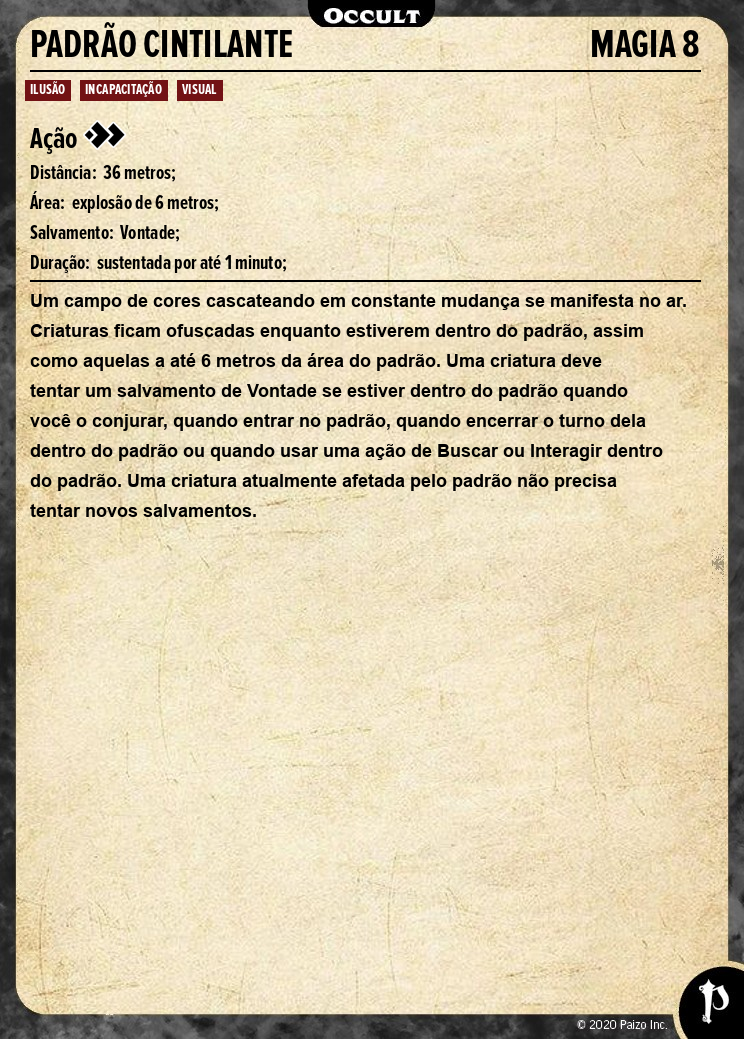 OCCULT
PADRÃO CINTILANTE MAGIA 8
ILUSÃO INCAPACITAÇÃO VISUAL
Ação
Distância: 36 metros;
Área: explosão de 6 metros;
Salvamento: Vontade;
Duração: sustentada por até 1 minuto;
Um campo de cores cascateando em constante mudança se manifesta no ar.
Criaturas ficam ofuscadas enquanto estiverem dentro do padrão, assim
como aquelas a até 6 metros da área do padrão. Uma criatura deve
tentar um salvamento de Vontade se estiver dentro do padrão quando
você o conjurar, quando entrar no padrão, quando encerrar o turno dela
dentro do padrão ou quando usar uma ação de Buscar ou Interagir dentro
do padrão. Uma criatura atualmente afetada pelo padrão não precisa
tentar novos salvamentos.
© 2020 Paizo Inc.
P